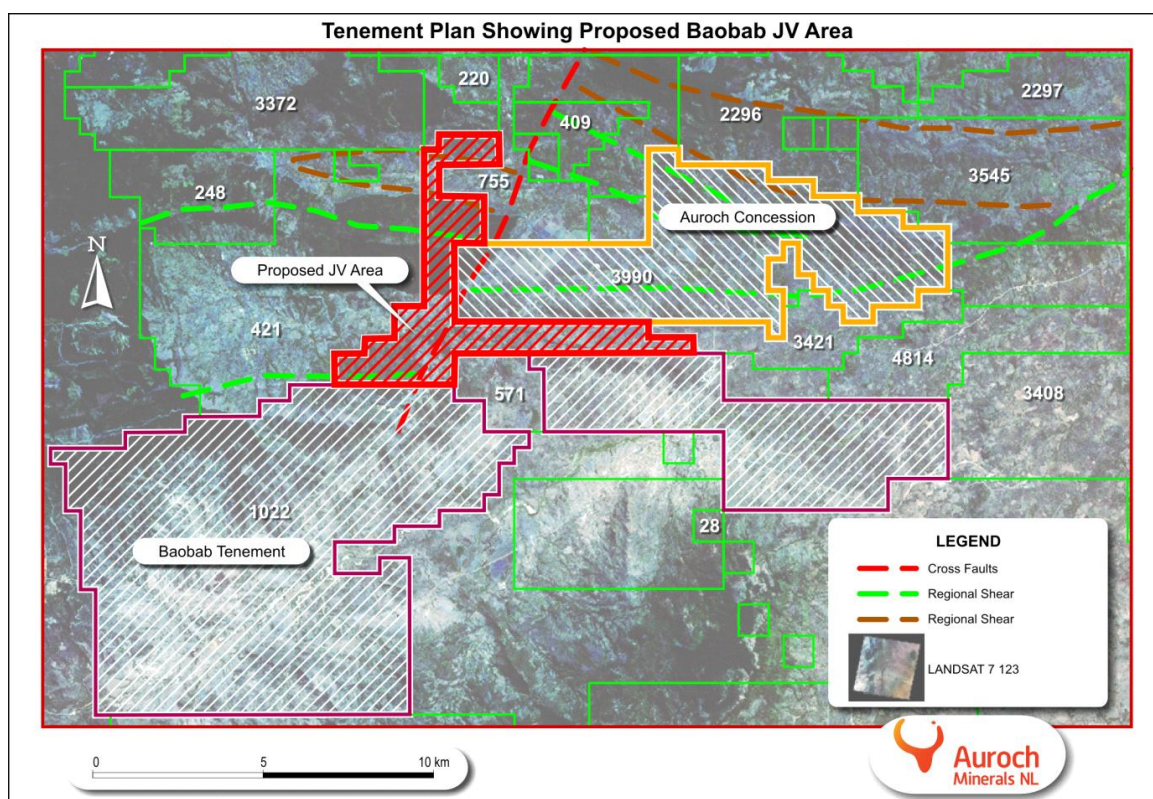 Tenement Plan Showing Proposed Baobab JV Area
220
2297
3372
409
2296
755
3545
248
Auroch Concession
N
Proposed JV Area
3990
421
3421
4814
571
3408
1022
28
Baobab Tenement
LEGEND
Cross Faults
Regional Shear
Regional Shear
LANDSAT 7 123
0 5 10 km
Auroch
Minerals NL